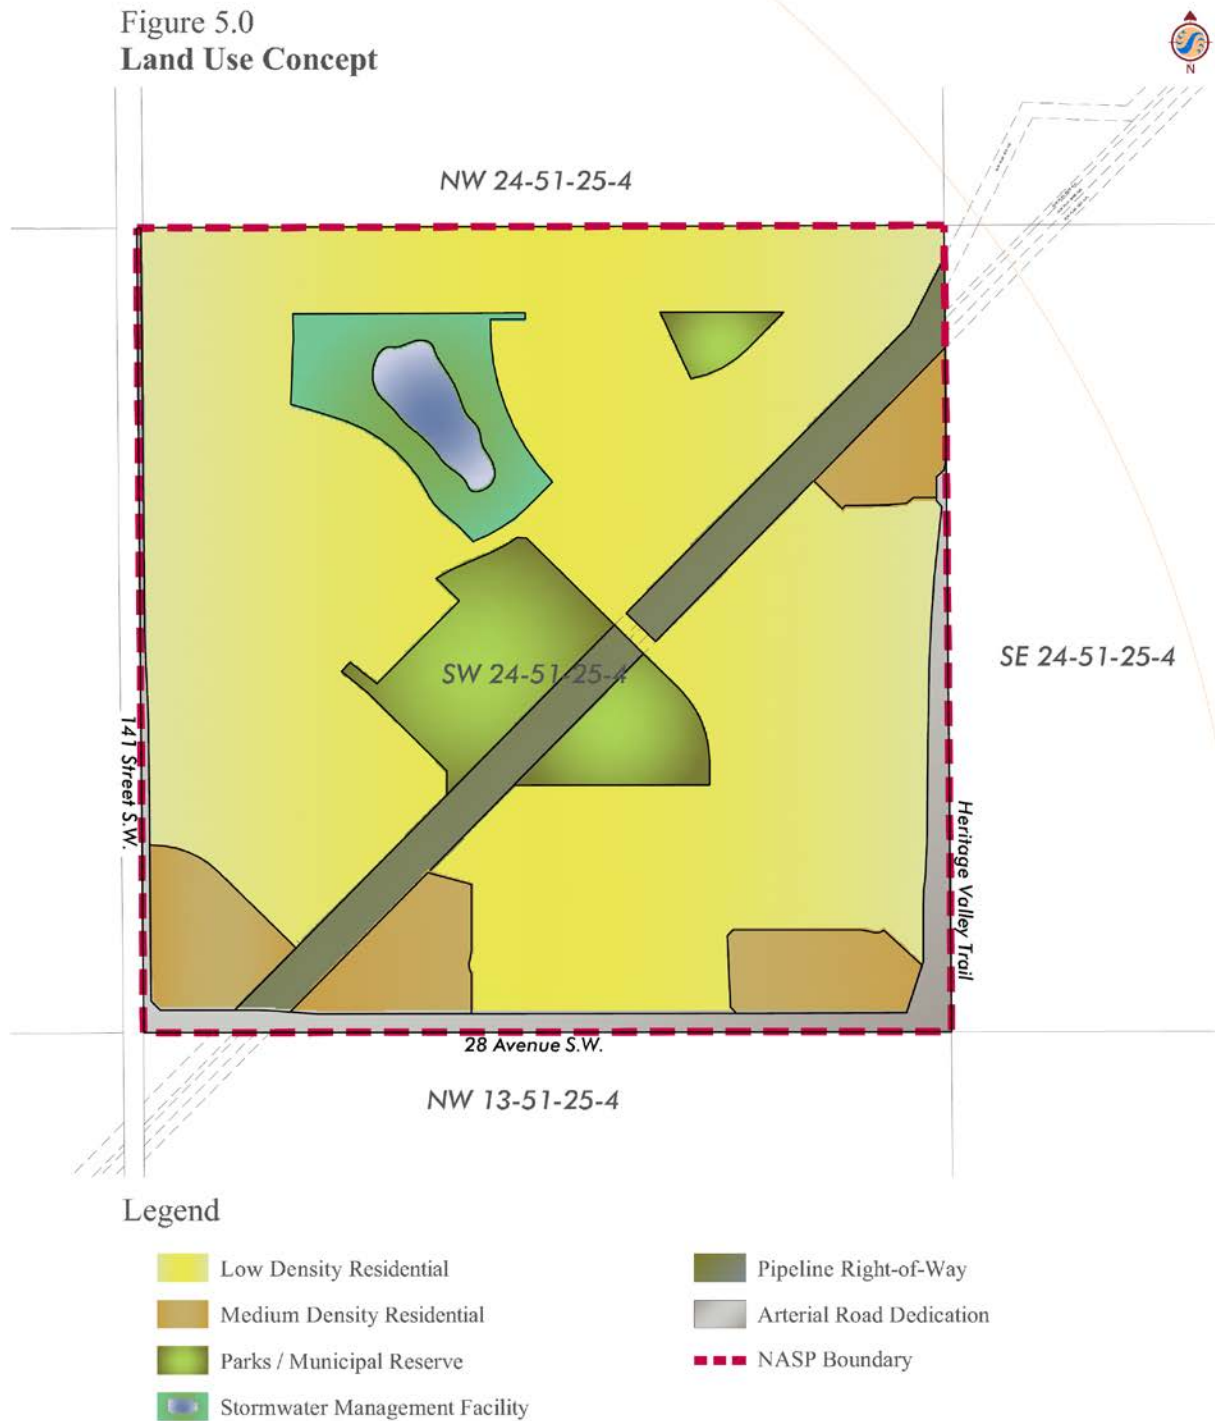 Figure 5.0
Land Use Concept
N
NW 24-51-25-4
SW 24-51-25-4
SE 24-51-25-4
141 Street S.W.
Heritage Valley Trail
28 Avenue S.W.
NW 13-51-25-4
Legend
Low Density Residential
Pipeline Right-of-Way
Medium Density Residential
Arterial Road Dedication
Parks / Municipal Reserve
NASP Boundary
Stormwater Management Facility